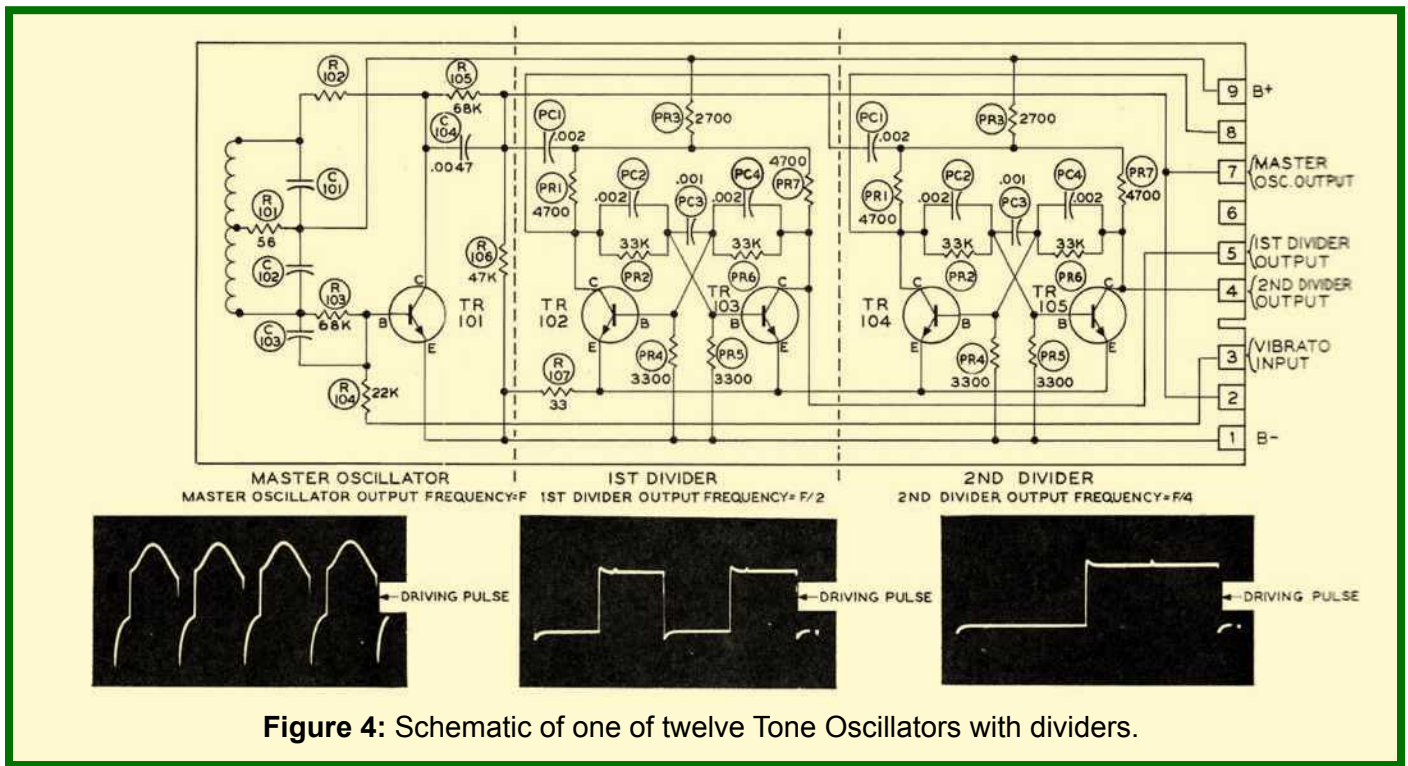 R 102
R 105
68K
C 104
.0047
C 101
R 101
56
C 102
R 103
68K
C 103
R 104
22K
R 106
47K
B
C
E
TR 101
PC1
.002
PR3
2700
PR1
4700
PC2
.002
.001
PC3
PC4
.002
4700
PR7
33K
PR2
33K
PR6
TR 102
C
B
E
TR 103
C
B
E
PR4
3300
PR5
3300
R 107
33
PC1
.002
PR3
2700
PR1
4700
PC2
.002
.001
PC3
PC4
.002
PR7
4700
33K
PR2
33K
PR6
TR 104
C
B
E
TR 105
C
B
E
PR4
3300
PR5
3300
9 B+
8
7 MASTER OSC. OUTPUT
6
5 1ST DIVIDER OUTPUT
4 2ND DIVIDER OUTPUT
3 VIBRATO INPUT
2
1 B-
MASTER OSCILLATOR
MASTER OSCILLATOR OUTPUT FREQUENCY=F
1ST DIVIDER
1ST DIVIDER OUTPUT FREQUENCY= F/2
2ND DIVIDER
2ND DIVIDER OUTPUT FREQUENCY=F/4
DRIVING PULSE
DRIVING PULSE
DRIVING PULSE
Figure 4: Schematic of one of twelve Tone Oscillators with dividers.